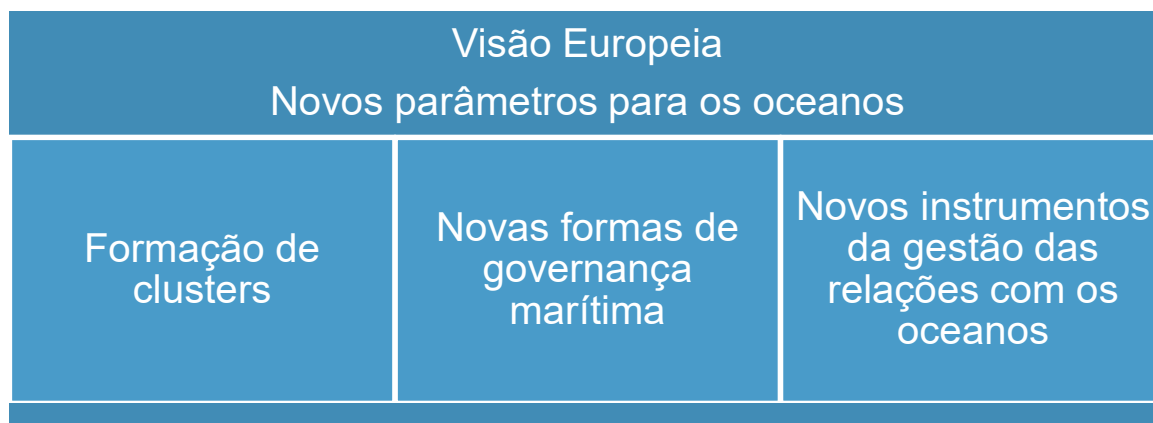 Visão Europeia
Novos parâmetros para os oceanos
Formação de
clusters
Novas formas de
governança
marítima
Novos instrumentos
da gestão das
relações com os
oceanos